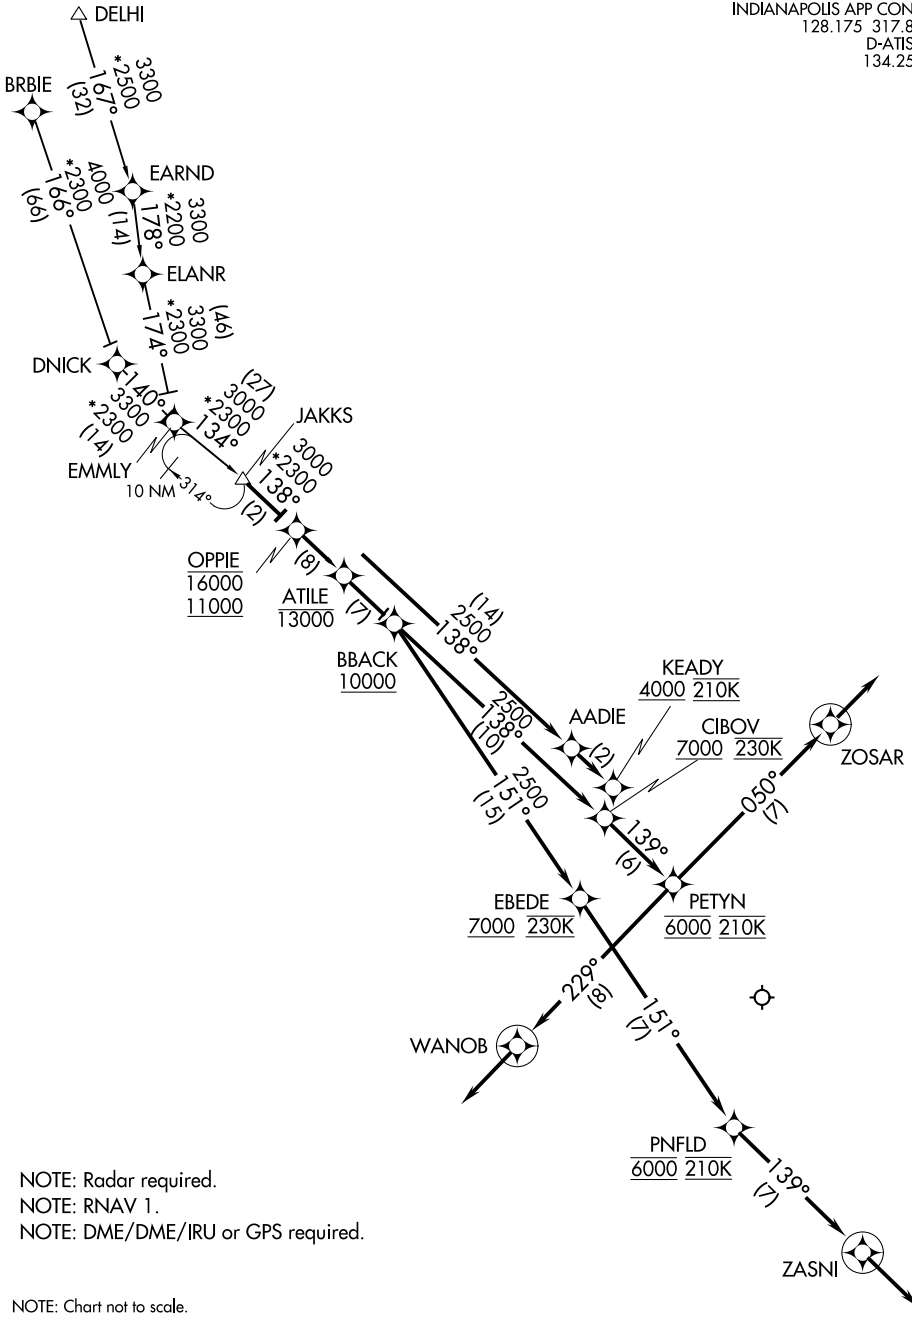 DELHI
INDIANAPOLIS APP CON
128.175 317.8
D-ATIS
134.25
3300
*2500
167°
(32)
BRBIE
EARND
4000
*2300
166°
(66)
3300
*2200
178°
(14)
ELANR
(46)
3300
*2300
174°
DNICK
140°
3300
*2300
(14)
(27)
3000
*2300
134°
JAKKS
EMMLY
10 NM
314°
3000
*2300
138°
(2)
OPPIE
16000
11000
(8)
ATILE
13000
(7)
(14)
2500
138°
BBACK
10000
KEADY
4000 210K
2500
138°
(10)
AADIE
(2)
CIBOV
7000 230K
ZOSAR
2500
151°
(15)
050°
(7)
139°
(6)
EBEDE
7000 230K
PETYN
6000 210K
229°
(8)
151°
(7)
WANOB
PNFLD
6000 210K
139°
(7)
NOTE: Radar required.
NOTE: RNAV 1.
NOTE: DME/DME/IRU or GPS required.
ZASNI
NOTE: Chart not to scale.